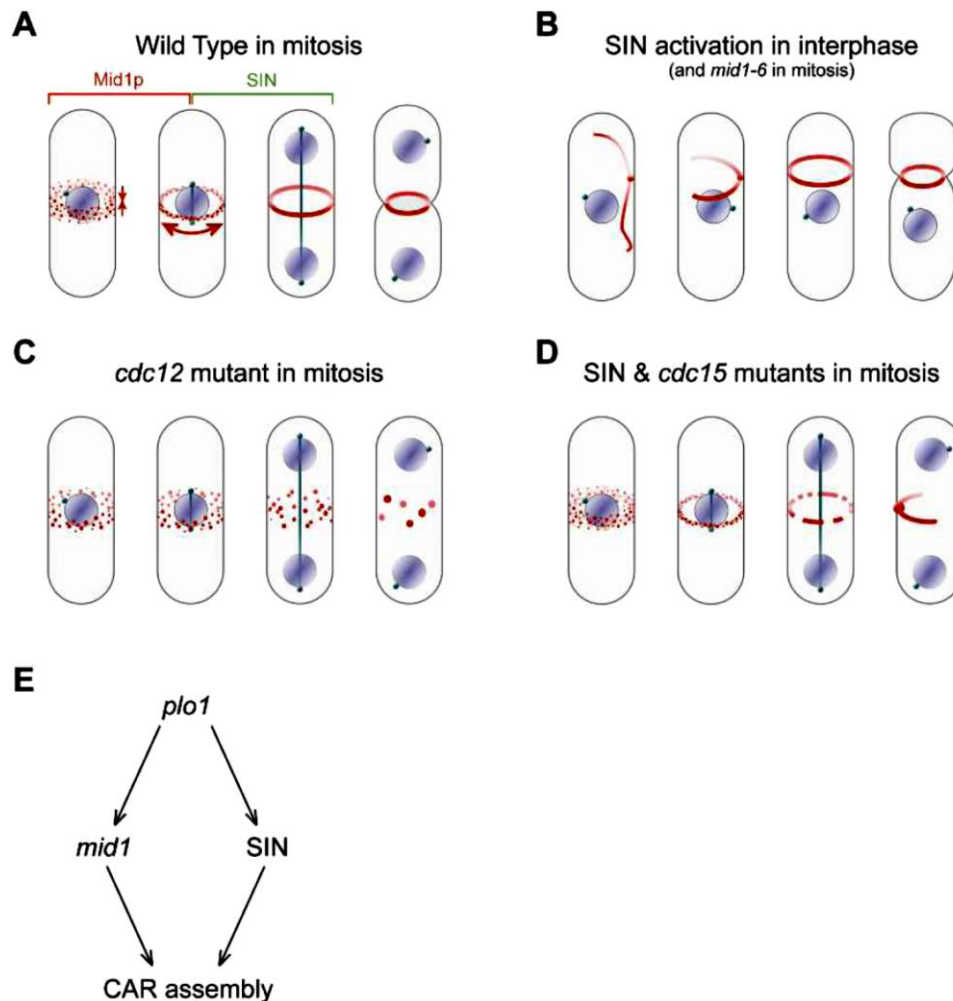 A
Wild Type in mitosis
Mid1p
SIN
B
SIN activation in interphase
(and mid1-6 in mitosis)
C
cdc12 mutant in mitosis
D
SIN & cdc15 mutants in mitosis
E
plo1
mid1
SIN
CAR assembly